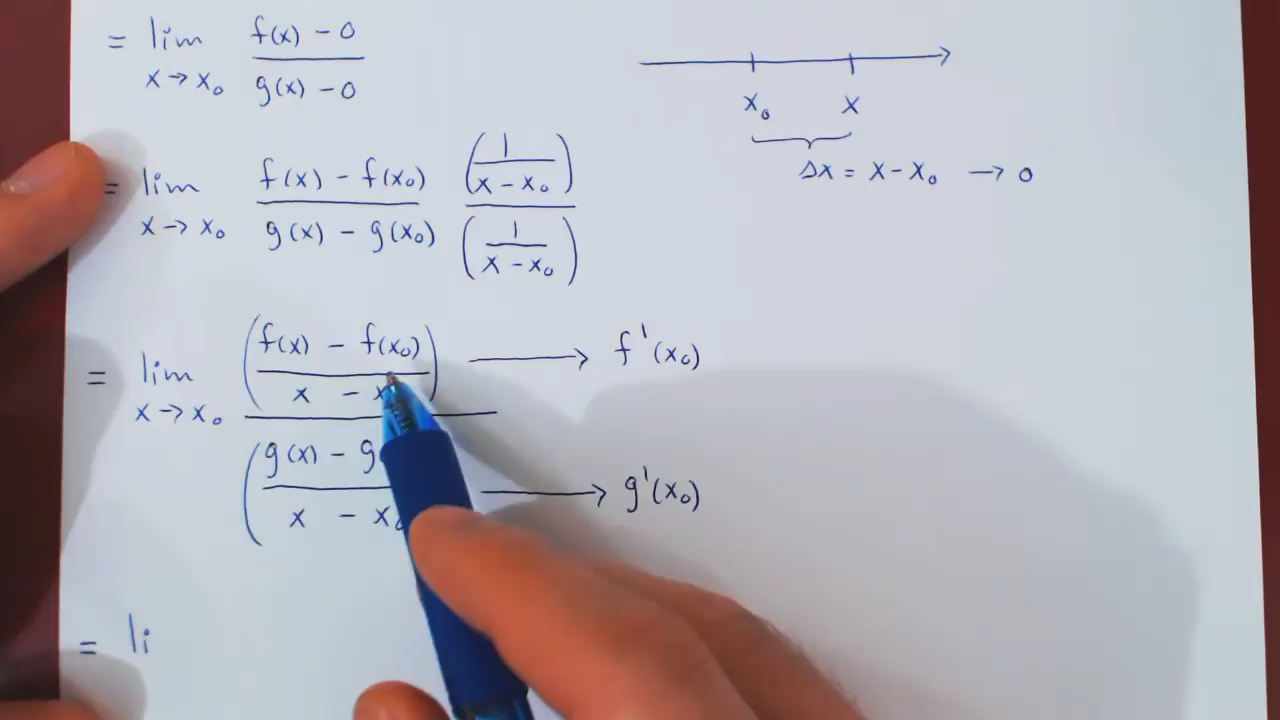 = lim f(x) - 0
x → x₀ g(x) - 0
x₀ x
Δx = x - x₀ → 0
= lim f(x) - f(x₀) ( 1 / x - x₀ )
x → x₀ g(x) - g(x₀) ( 1 / x - x₀ )
= lim ( f(x) - f(x₀) / x - x ) → f'(x₀)
x → x₀ ( g(x) - g / x - x₀ → g'(x₀)
= li